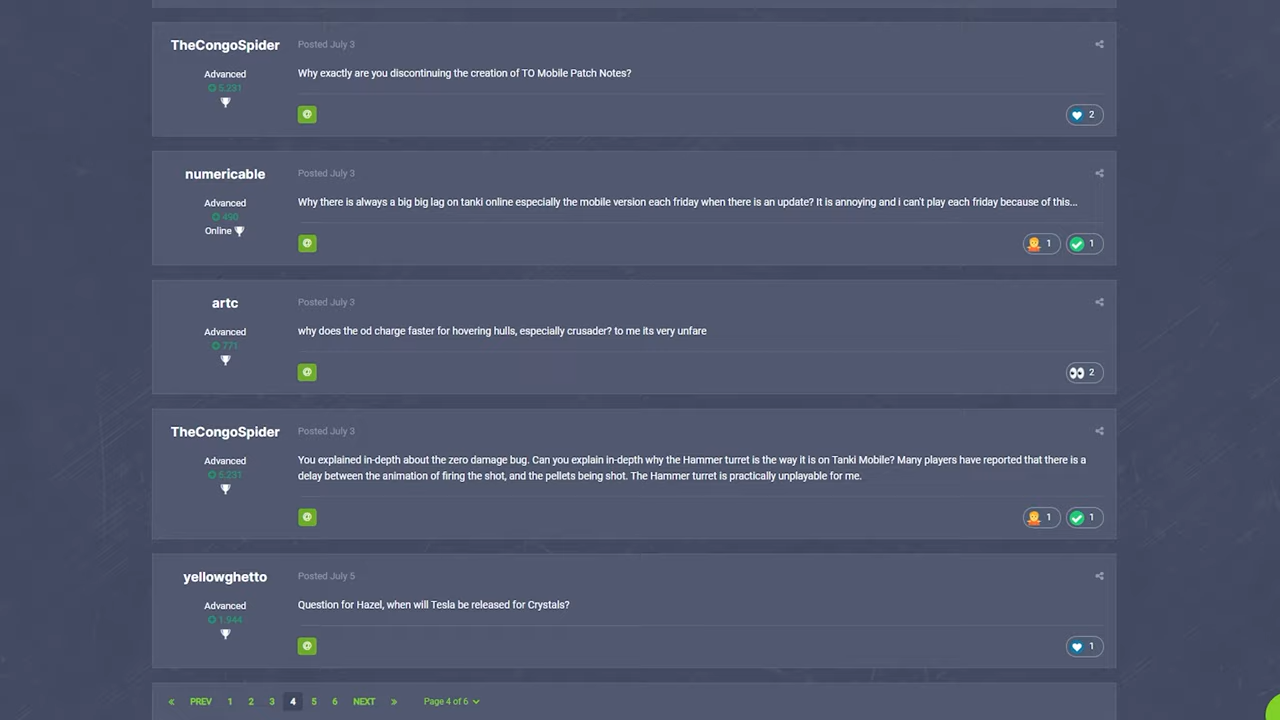 TheCongoSpider
Posted July 3
Advanced
5,231
Why exactly are you discontinuing the creation of TO Mobile Patch Notes?
@
2
numericable
Posted July 3
Advanced
490
Online
Why there is always a big big lag on tanki online especially the mobile version each friday when there is an update? It is annoying and i can't play each friday because of this...
@
1
1
artc
Posted July 3
Advanced
771
why does the od charge faster for hovering hulls, especially crusader? to me its very unfare
@
2
TheCongoSpider
Posted July 3
Advanced
5,231
You explained in-depth about the zero damage bug. Can you explain in-depth why the Hammer turret is the way it is on Tanki Mobile? Many players have reported that there is a
delay between the animation of firing the shot, and the pellets being shot. The Hammer turret is practically unplayable for me.
@
1
1
yellowghetto
Posted July 5
Advanced
1,944
Question for Hazel, when will Tesla be released for Crystals?
@
1
« PREV 1 2 3 4 5 6 NEXT » Page 4 of 6